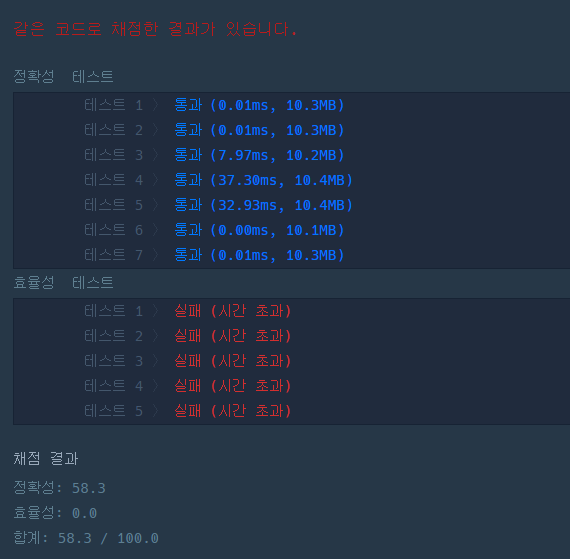 같은 코드로 채점한 결과가 있습니다.
정확성 테스트
테스트 1 〉 통과 (0.01ms, 10.3MB)
테스트 2 〉 통과 (0.01ms, 10.3MB)
테스트 3 〉 통과 (7.97ms, 10.2MB)
테스트 4 〉 통과 (37.30ms, 10.4MB)
테스트 5 〉 통과 (32.93ms, 10.4MB)
테스트 6 〉 통과 (0.00ms, 10.1MB)
테스트 7 〉 통과 (0.01ms, 10.3MB)
효율성 테스트
테스트 1 〉 실패 (시간 초과)
테스트 2 〉 실패 (시간 초과)
테스트 3 〉 실패 (시간 초과)
테스트 4 〉 실패 (시간 초과)
테스트 5 〉 실패 (시간 초과)
채점 결과
정확성: 58.3
효율성: 0.0
합계: 58.3 / 100.0